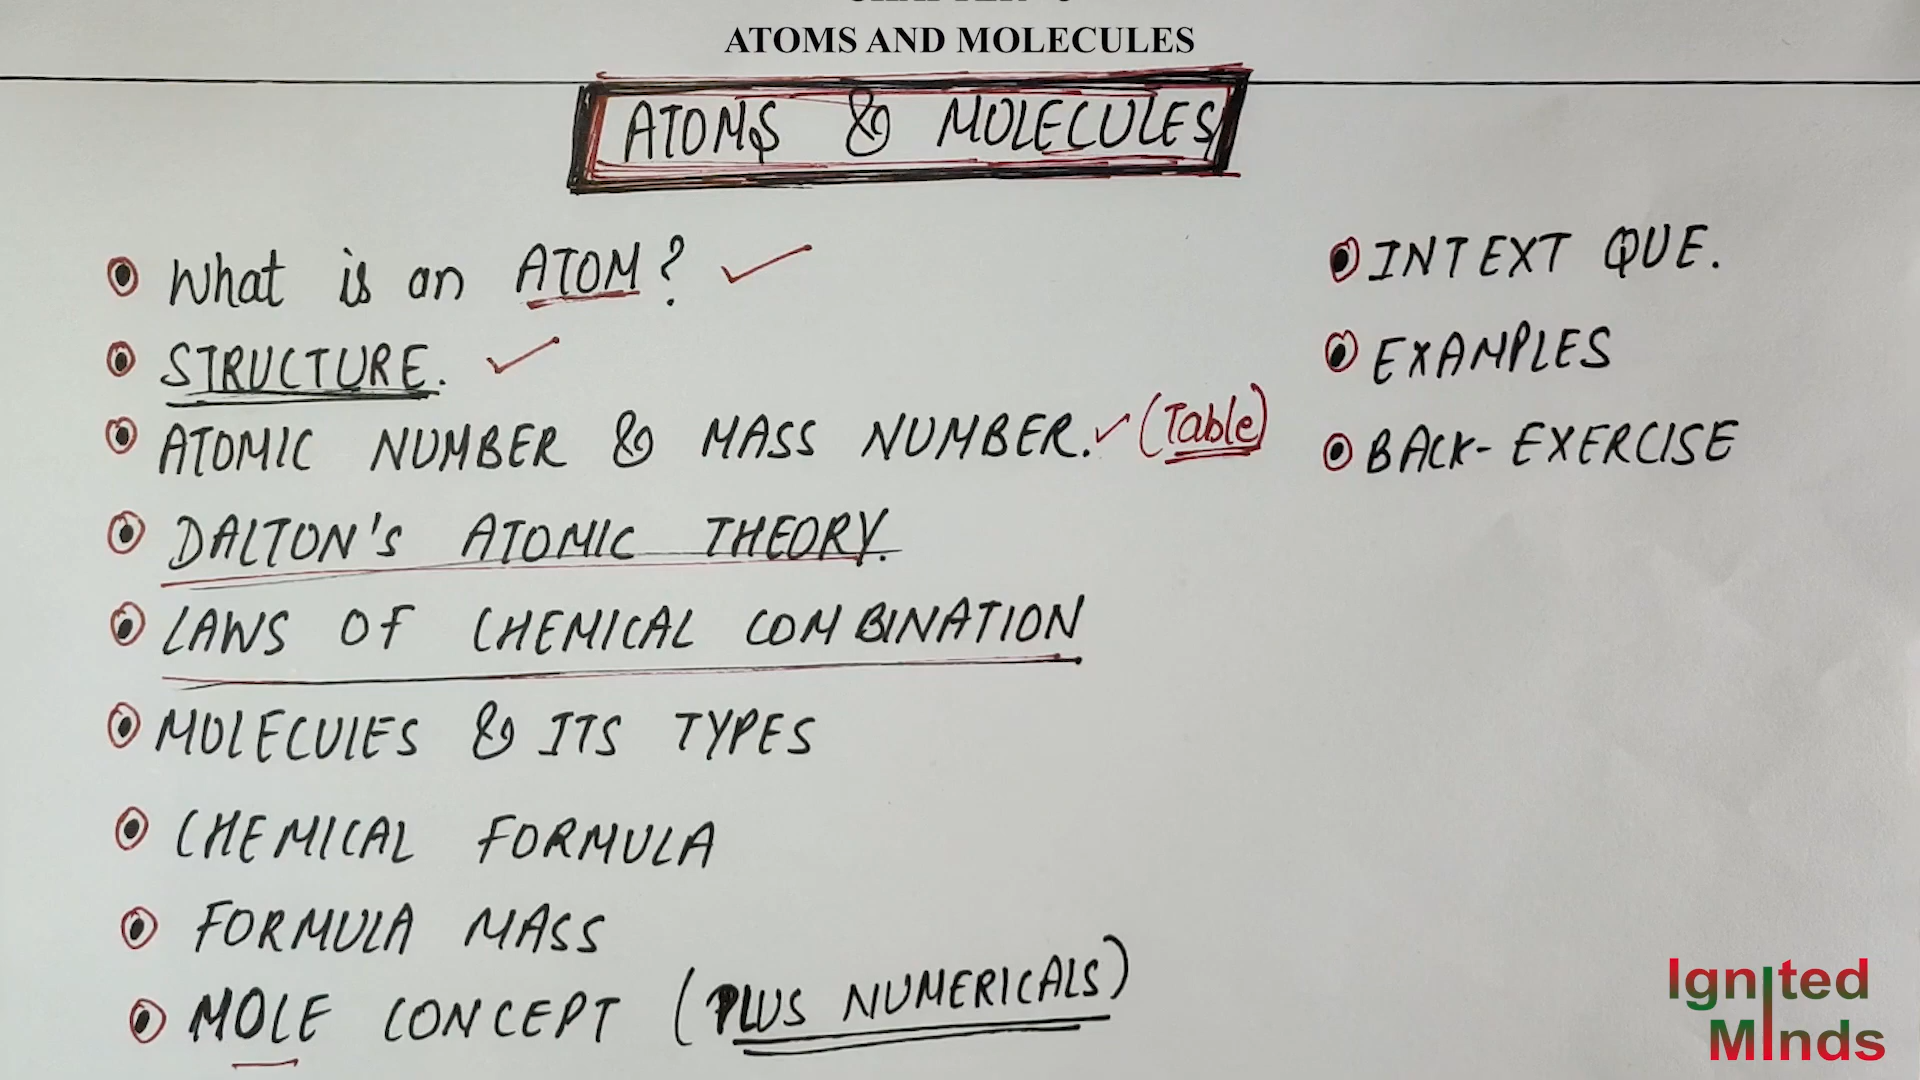 ATOMS AND MOLECULES
ATOMS & MOLECULES
What is an ATOM?
STRUCTURE.
ATOMIC NUMBER & MASS NUMBER. (Table)
DALTON'S ATOMIC THEORY.
LAWS OF CHEMICAL COMBINATION
MOLECULES & ITS TYPES
CHEMICAL FORMULA
FORMULA MASS
MOLE CONCEPT (PLUS NUMERICALS)
INTEXT QUE.
EXAMPLES
BACK-EXERCISE
Ignited
Minds